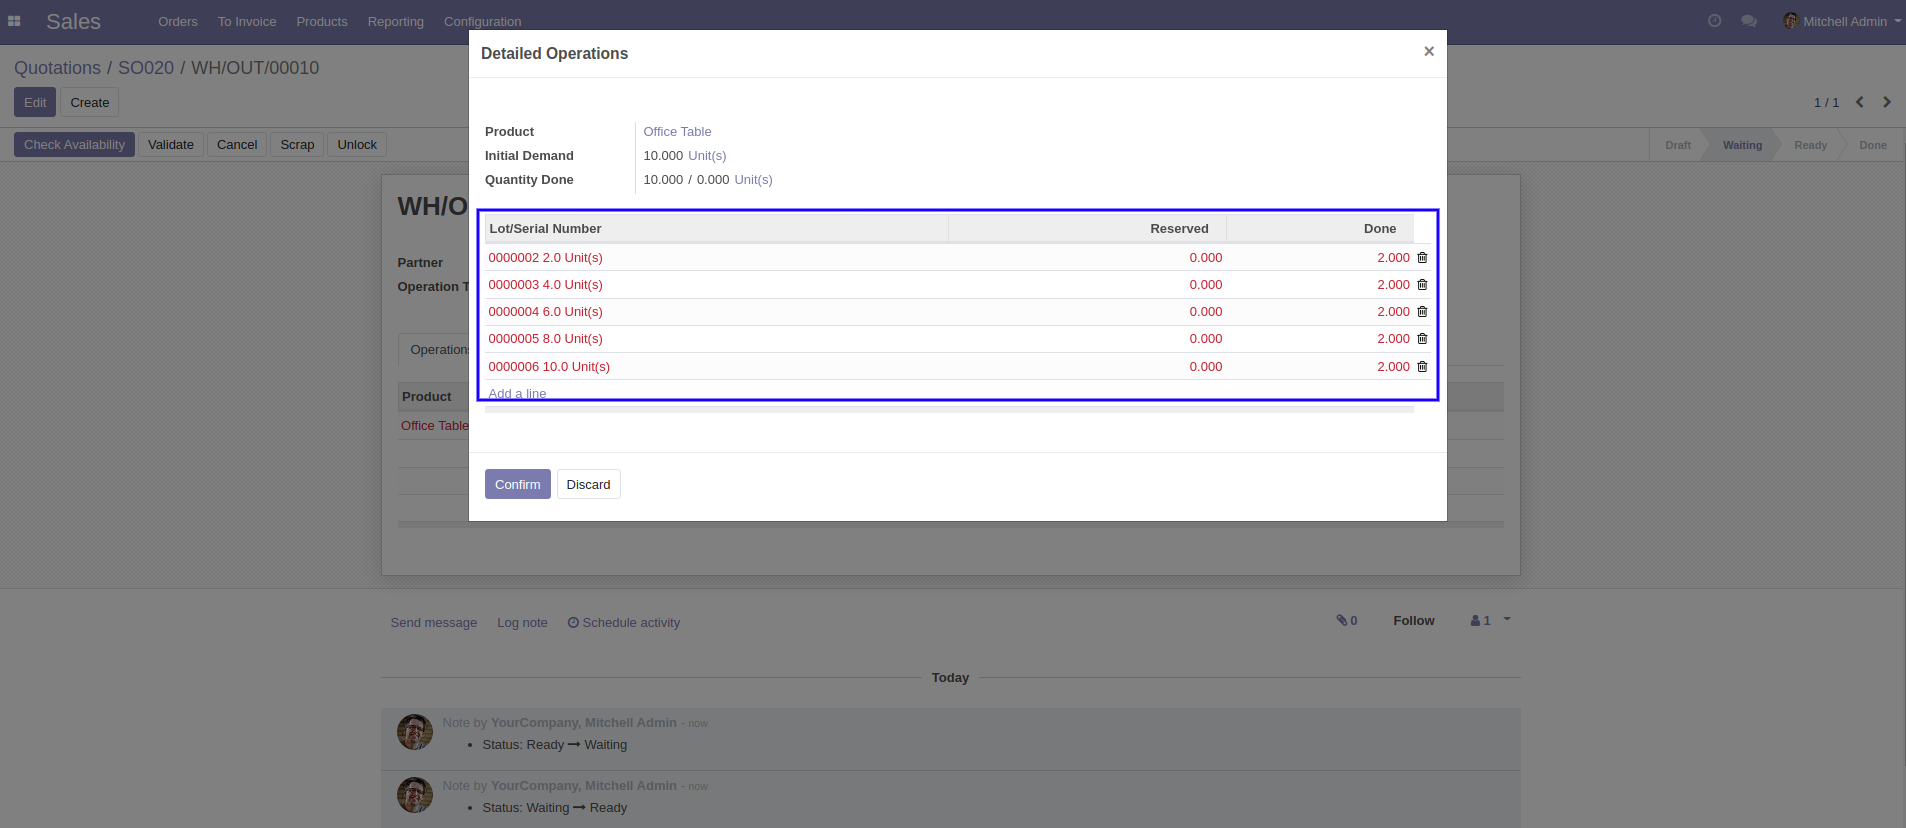 Sales Orders To Invoice Products Reporting Configuration Mitchell Admin
Quotations / SO020 / WH/OUT/00010
Edit Create 1 / 1
Check Availability Validate Cancel Scrap Unlock Draft Waiting Ready Done
Detailed Operations ×
Product Office Table
Initial Demand 10.000 Unit(s)
Quantity Done 10.000 / 0.000 Unit(s)
Lot/Serial Number Reserved Done
0000002 2.0 Unit(s) 0.000 2.000
0000003 4.0 Unit(s) 0.000 2.000
0000004 6.0 Unit(s) 0.000 2.000
0000005 8.0 Unit(s) 0.000 2.000
0000006 10.0 Unit(s) 0.000 2.000
Add a line
Confirm Discard
WH/O
Partner
Operation T
Operations
Product
Office Table
Send message Log note Schedule activity 0 Follow 1
Today
Note by YourCompany, Mitchell Admin - now
• Status: Ready → Waiting
Note by YourCompany, Mitchell Admin - now
• Status: Waiting → Ready